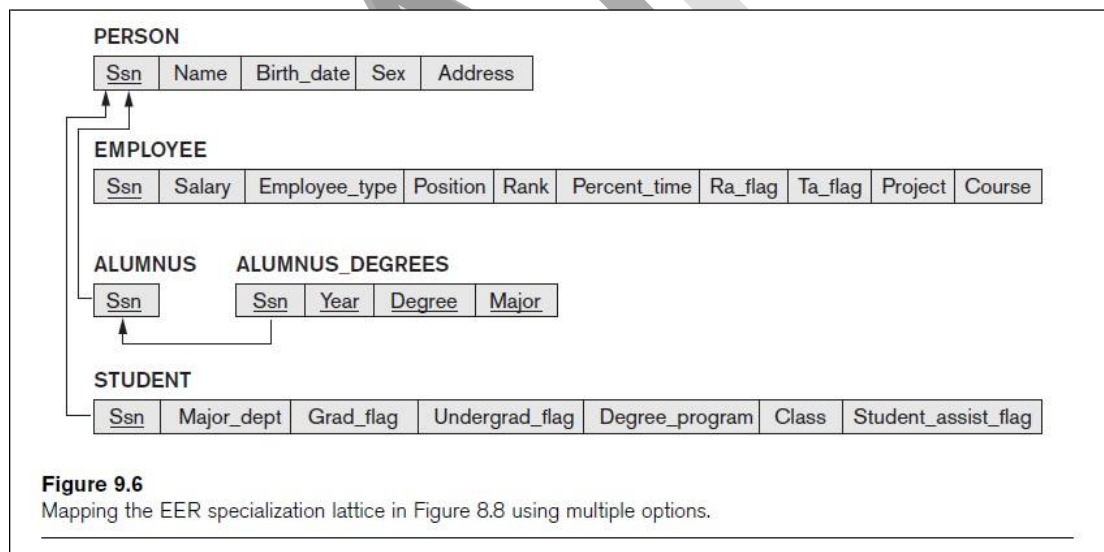 PERSON
Ssn Name Birth_date Sex Address
EMPLOYEE
Ssn Salary Employee_type Position Rank Percent_time Ra_flag Ta_flag Project Course
ALUMNUS ALUMNUS_DEGREES
Ssn Ssn Year Degree Major
STUDENT
Ssn Major_dept Grad_flag Undergrad_flag Degree_program Class Student_assist_flag
Figure 9.6
Mapping the EER specialization lattice in Figure 8.8 using multiple options.